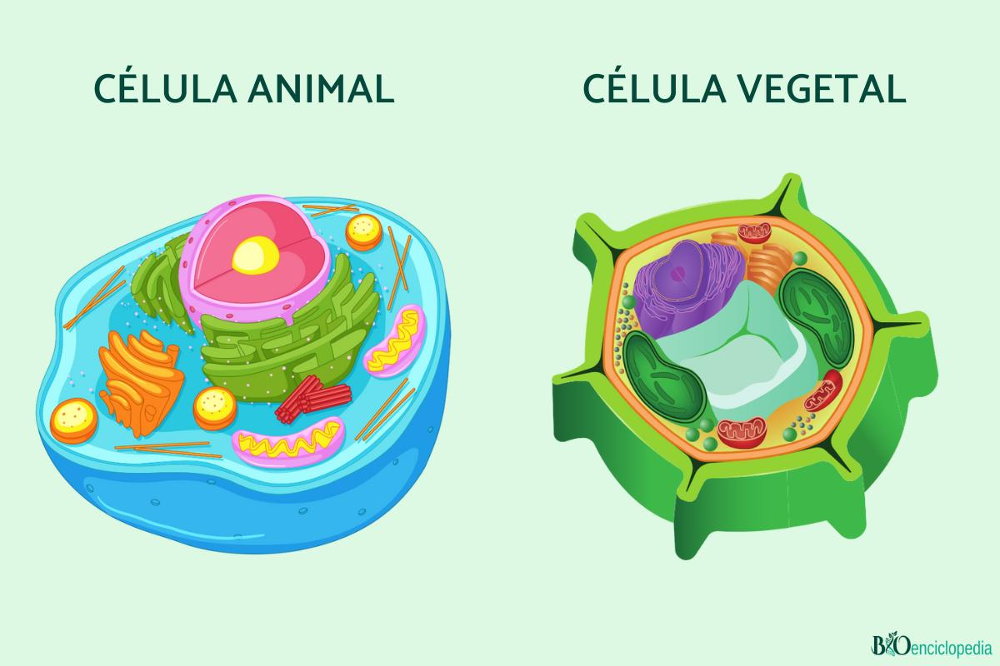 CÉLULA ANIMAL
CÉLULA VEGETAL
BIOenciclopedia